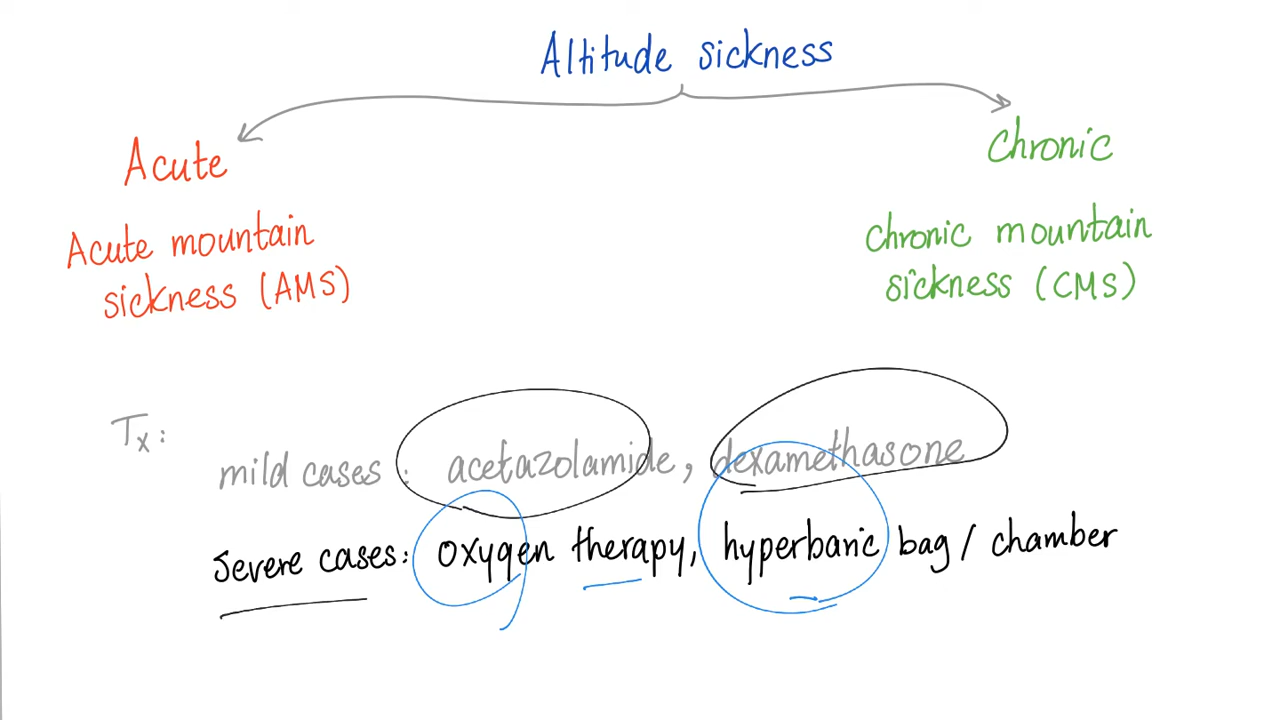 Altitude sickness
Acute
Chronic
Acute mountain
sickness (AMS)
Chronic mountain
sickness (CMS)
Tx:
mild cases: acetazolamide, dexamethasone
severe cases: oxygen therapy, hyperbaric bag / chamber